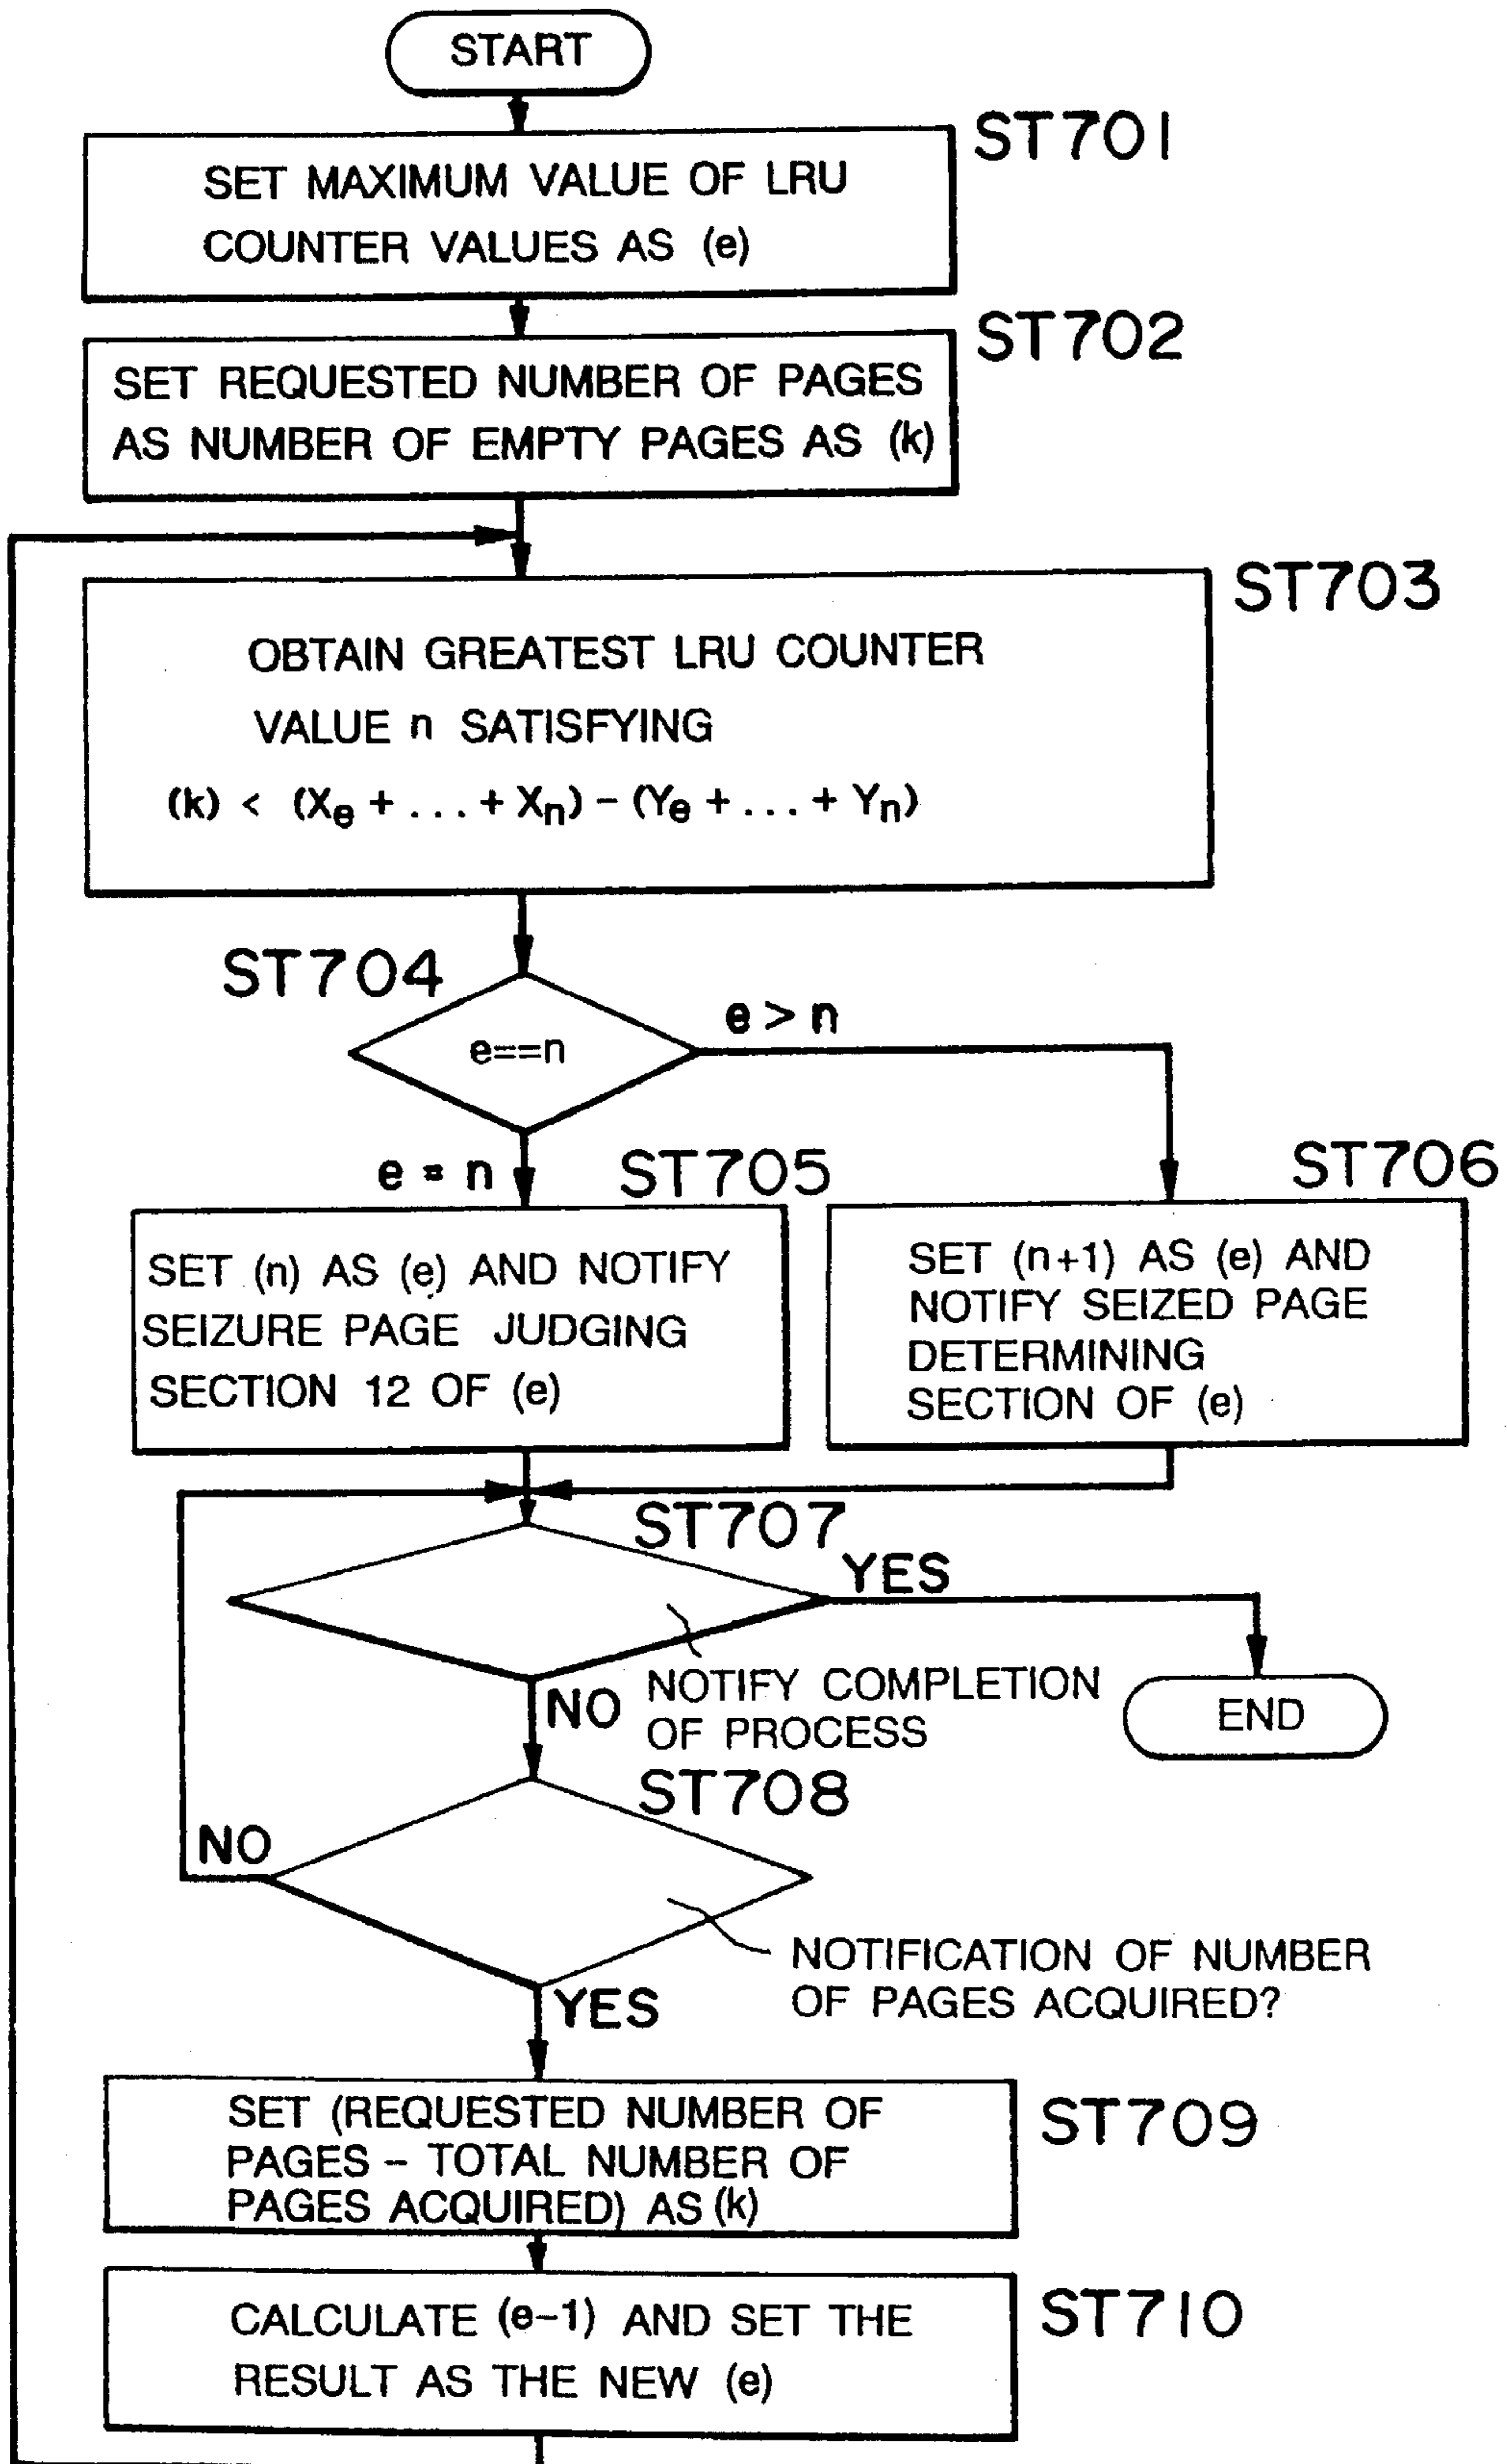 START
ST701
SET MAXIMUM VALUE OF LRU
COUNTER VALUES AS (e)
ST702
SET REQUESTED NUMBER OF PAGES
AS NUMBER OF EMPTY PAGES AS (k)
ST703
OBTAIN GREATEST LRU COUNTER
VALUE n SATISFYING
(k) < (Xe + ... + Xn) - (Ye + ... + Yn)
ST704
e==n
e > n
e = n
ST705
SET (n) AS (e) AND NOTIFY
SEIZURE PAGE JUDGING
SECTION 12 OF (e)
ST706
SET (n+1) AS (e) AND
NOTIFY SEIZED PAGE
DETERMINING
SECTION OF (e)
ST707
YES
NOTIFY COMPLETION
OF PROCESS
NO
END
ST708
NO
NOTIFICATION OF NUMBER
OF PAGES ACQUIRED?
YES
ST709
SET (REQUESTED NUMBER OF
PAGES - TOTAL NUMBER OF
PAGES ACQUIRED) AS (k)
ST710
CALCULATE (e-1) AND SET THE
RESULT AS THE NEW (e)